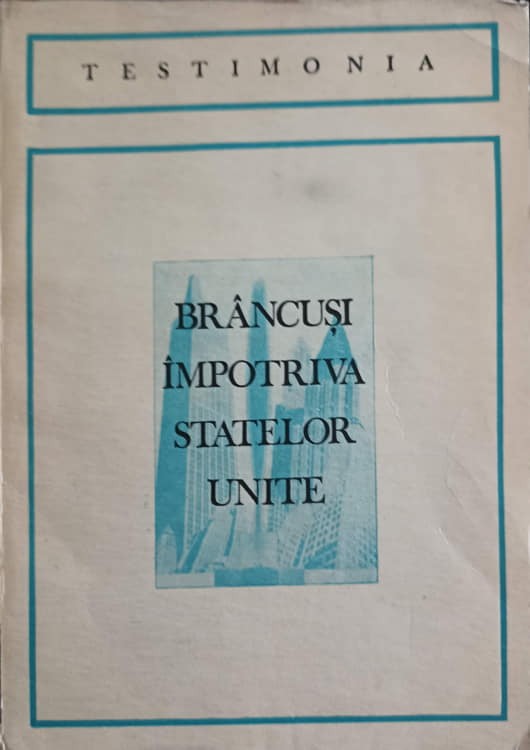 TESTIMONIA
BRÂNCUȘI
ÎMPOTRIVA
STATELOR
UNITE